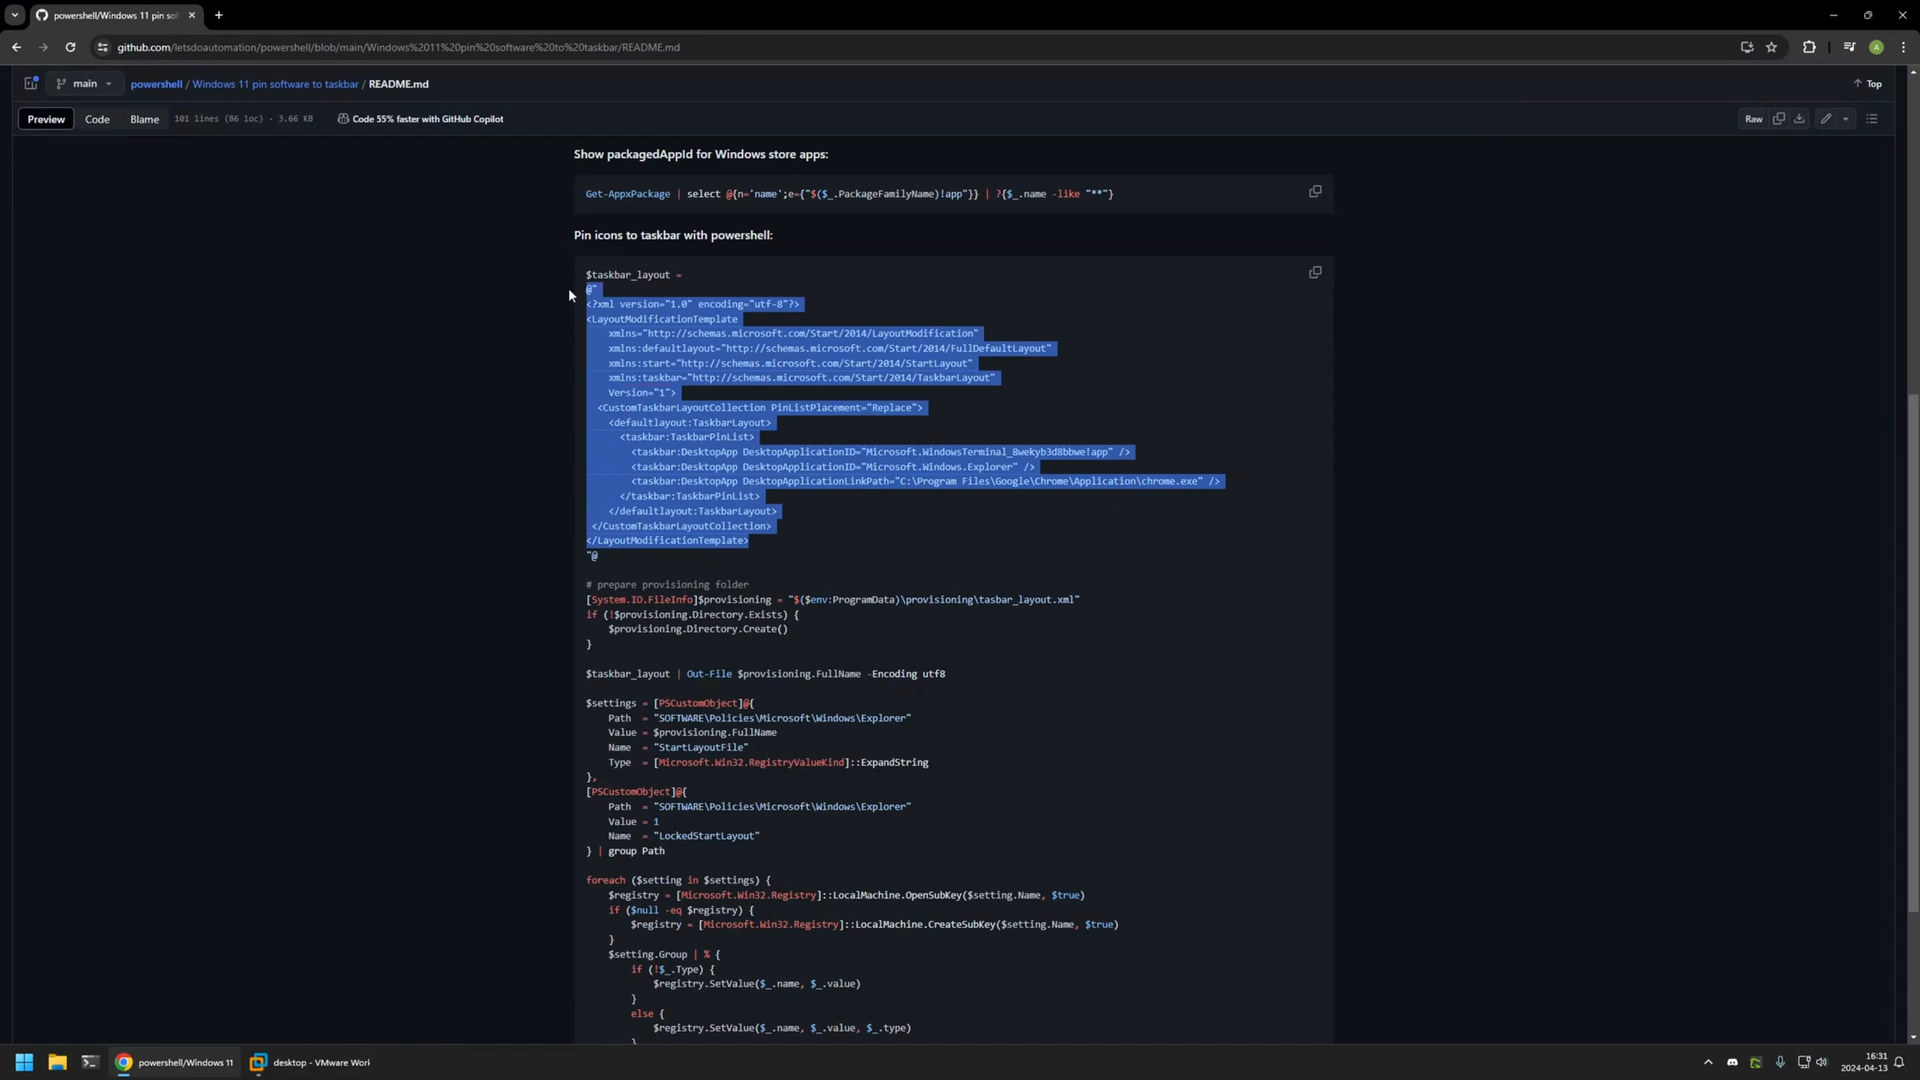 powershell/Windows 11 pin so
github.com/letsdoautomation/powershell/blob/main/Windows%2011%20pin%20software%20to%20taskbar/README.md
A
main
powershell / Windows 11 pin software to taskbar / README.md
Top
Preview
Code
Blame
101 lines (86 loc) · 3.66 KB
Code 55% faster with GitHub Copilot
Raw
Show packagedAppId for Windows store apps:
Get-AppxPackage | select @{n='name';e={"$($_.PackageFamilyName)!app"}} | ?{$_.name -like "**"}
Pin icons to taskbar with powershell:
$taskbar_layout =
@"
<?xml version="1.0" encoding="utf-8"?>
<LayoutModificationTemplate
xmlns="http://schemas.microsoft.com/Start/2014/LayoutModification"
xmlns:defaultlayout="http://schemas.microsoft.com/Start/2014/FullDefaultLayout"
xmlns:start="http://schemas.microsoft.com/Start/2014/StartLayout"
xmlns:taskbar="http://schemas.microsoft.com/Start/2014/TaskbarLayout"
Version="1">
<CustomTaskbarLayoutCollection PinListPlacement="Replace">
<defaultlayout:TaskbarLayout>
<taskbar:TaskbarPinList>
<taskbar:DesktopApp DesktopApplicationID="Microsoft.WindowsTerminal_8wekyb3d8bbwe!app" />
<taskbar:DesktopApp DesktopApplicationID="Microsoft.Windows.Explorer" />
<taskbar:DesktopApp DesktopApplicationLinkPath="C:\Program Files\Google\Chrome\Application\chrome.exe" />
</taskbar:TaskbarPinList>
</defaultlayout:TaskbarLayout>
</CustomTaskbarLayoutCollection>
</LayoutModificationTemplate>
"@
# prepare provisioning folder
[System.IO.FileInfo]$provisioning = "$($env:ProgramData)\provisioning\tasbar_layout.xml"
if (!$provisioning.Directory.Exists) {
$provisioning.Directory.Create()
}
$taskbar_layout | Out-File $provisioning.FullName -Encoding utf8
$settings = [PSCustomObject]@{
Path = "SOFTWARE\Policies\Microsoft\Windows\Explorer"
Value = $provisioning.FullName
Name = "StartLayoutFile"
Type = [Microsoft.Win32.RegistryValueKind]::ExpandString
},
[PSCustomObject]@{
Path = "SOFTWARE\Policies\Microsoft\Windows\Explorer"
Value = 1
Name = "LockedStartLayout"
} | group Path
foreach ($setting in $settings) {
$registry = [Microsoft.Win32.Registry]::LocalMachine.OpenSubKey($setting.Name, $true)
if ($null -eq $registry) {
$registry = [Microsoft.Win32.Registry]::LocalMachine.CreateSubKey($setting.Name, $true)
}
$setting.Group | % {
if (!$_.Type) {
$registry.SetValue($_.name, $_.value)
}
else {
$registry.SetValue($_.name, $_.value, $_.type)
}
powershell/Windows 11
desktop - VMware Work
16:31
2024-04-13